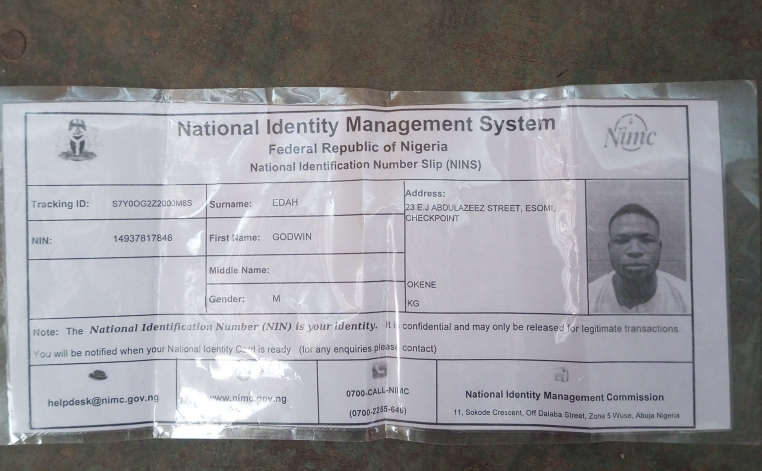 National Identity Management System
Federal Republic of Nigeria
National Identification Number Slip (NINS)
Nimc
Tracking ID: S7Y0OG2Z2000M8S
Surname: EDAH
Address:
23 E.J ABDULAZEEZ STREET, ESOMI,
CHECKPOINT
NIN: 14937817846
First Name: GODWIN
Middle Name:
OKENE
Gender: M
KG
Note: The National Identification Number (NIN) is your identity. It is confidential and may only be released for legitimate transactions.
You will be notified when your National Identity Card is ready (for any enquiries please contact)
helpdesk@nimc.gov.ng
www.nimc.gov.ng
0700-CALL-NIMC
(0700-2255-646)
National Identity Management Commission
11, Sokode Crescent, Off Dalaba Street, Zone 5 Wuse, Abuja Nigeria